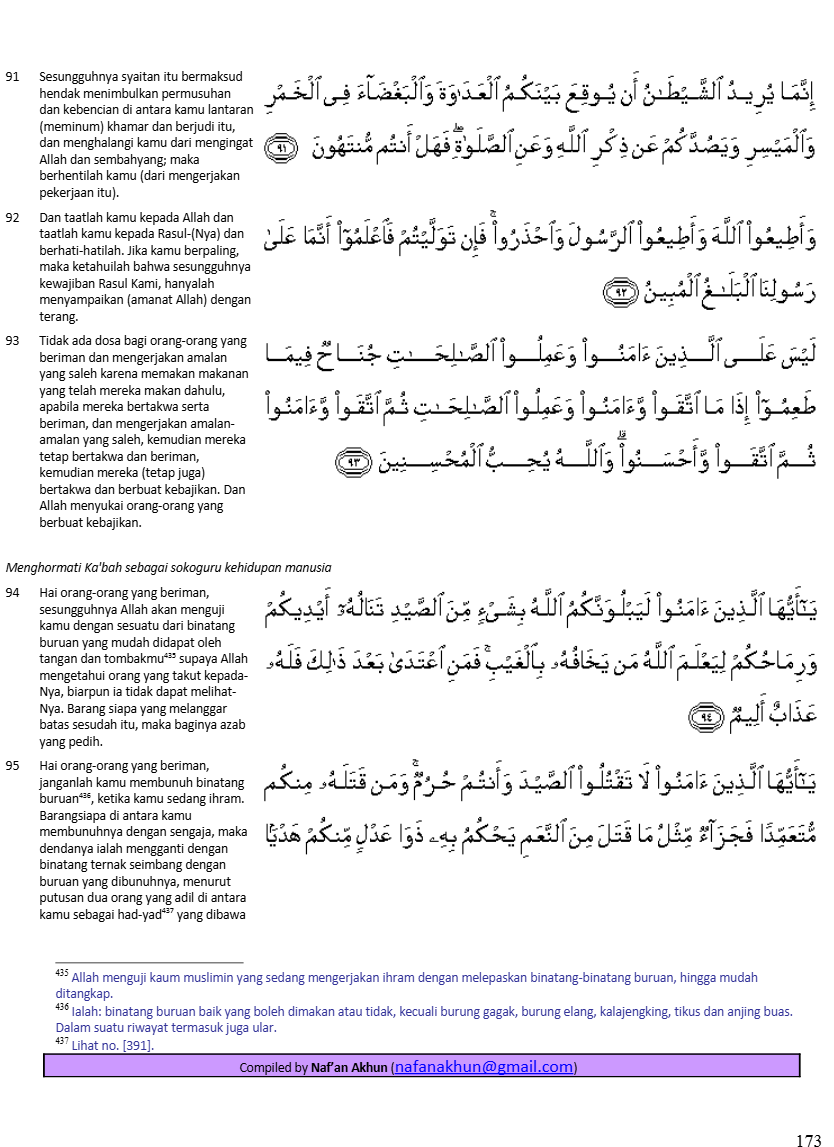 91 Sesungguhnya syaitan itu bermaksud
hendak menimbulkan permusuhan
dan kebencian di antara kamu lantaran
(meminum) khamar dan berjudi itu,
dan menghalangi kamu dari mengingat
Allah dan sembahyang; maka
berhentilah kamu (dari mengerjakan
pekerjaan itu).
إِنَّمَا يُرِيدُ ٱلشَّيْطَٰنُ أَن يُوقِعَ بَيْنَكُمُ ٱلْعَدَٰوَةَ وَٱلْبَغْضَآءَ فِى ٱلْخَمْرِ
وَٱلْمَيْسِرِ وَيَصُدَّكُمْ عَن ذِكْرِ ٱللَّهِ وَعَنِ ٱلصَّلَوٰةِ ۖ فَهَلْ أَنتُم مُّنتَهُونَ ٩١
92 Dan taatlah kamu kepada Allah dan
taatlah kamu kepada Rasul-(Nya) dan
berhati-hatilah. Jika kamu berpaling,
maka ketahuilah bahwa sesungguhnya
kewajiban Rasul Kami, hanyalah
menyampaikan (amanat Allah) dengan
terang.
وَأَطِيعُوا۟ ٱللَّهَ وَأَطِيعُوا۟ ٱلرَّسُولَ وَٱحْذَرُوا۟ ۚ فَإِن تَوَلَّيْتُمْ فَٱعْلَمُوٓا۟ أَنَّمَا عَلَىٰ
رَسُولِنَا ٱلْبَلَٰغُ ٱلْمُبِينُ ٩٢
93 Tidak ada dosa bagi orang-orang yang
beriman dan mengerjakan amalan
yang saleh karena memakan makanan
yang telah mereka makan dahulu,
apabila mereka bertakwa serta
beriman, dan mengerjakan amalan-
amalan yang saleh, kemudian mereka
tetap bertakwa dan beriman,
kemudian mereka (tetap juga)
bertakwa dan berbuat kebajikan. Dan
Allah menyukai orang-orang yang
berbuat kebajikan.
لَيْسَ عَلَى ٱلَّذِينَ ءَامَنُوا۟ وَعَمِلُوا۟ ٱلصَّٰلِحَٰتِ جُنَاحٌ فِيمَا
طَعِمُوٓا۟ إِذَا مَا ٱتَّقَوا۟ وَّءَامَنُوا۟ وَعَمِلُوا۟ ٱلصَّٰلِحَٰتِ ثُمَّ ٱتَّقَوا۟ وَّءَامَنُوا۟
ثُمَّ ٱتَّقَوا۟ وَّأَحْسَنُوا۟ ۗ وَٱللَّهُ يُحِبُّ ٱلْمُحْسِنِينَ ٩٣
Menghormati Ka'bah sebagai sokoguru kehidupan manusia
94 Hai orang-orang yang beriman,
sesungguhnya Allah akan menguji
kamu dengan sesuatu dari binatang
buruan yang mudah didapat oleh
tangan dan tombakmu⁴³⁵ supaya Allah
mengetahui orang yang takut kepada-
Nya, biarpun ia tidak dapat melihat-
Nya. Barang siapa yang melanggar
batas sesudah itu, maka baginya azab
yang pedih.
يَٰٓأَيُّهَا ٱلَّذِينَ ءَامَنُوا۟ لَيَبْلُوَنَّكُمُ ٱللَّهُ بِشَىْءٍ مِّنَ ٱلصَّيْدِ تَنَالُهُۥٓ أَيْدِيكُمْ
وَرِمَاحُكُمْ لِيَعْلَمَ ٱللَّهُ مَن يَخَافُهُۥ بِٱلْغَيْبِ ۚ فَمَنِ ٱعْتَدَىٰ بَعْدَ ذَٰلِكَ فَلَهُۥ
عَذَابٌ أَلِيمٌ ٩٤
95 Hai orang-orang yang beriman,
janganlah kamu membunuh binatang
buruan⁴³⁶, ketika kamu sedang ihram.
Barangsiapa di antara kamu
membunuhnya dengan sengaja, maka
dendanya ialah mengganti dengan
binatang ternak seimbang dengan
buruan yang dibunuhnya, menurut
putusan dua orang yang adil di antara
kamu sebagai had-yad⁴³⁷ yang dibawa
يَٰٓأَيُّهَا ٱلَّذِينَ ءَامَنُوا۟ لَا تَقْتُلُوا۟ ٱلصَّيْدَ وَأَنتُمْ حُرُمٌ ۚ وَمَن قَتَلَهُۥ مِنكُم
مُّتَعَمِّدًا فَجَزَآءٌ مِّثْلُ مَا قَتَلَ مِنَ ٱلنَّعَمِ يَحْكُمُ بِهِۦ ذَوَا عَدْلٍ مِّنكُمْ هَدْيًۢا
⁴³⁵ Allah menguji kaum muslimin yang sedang mengerjakan ihram dengan melepaskan binatang-binatang buruan, hingga mudah
ditangkap.
⁴³⁶ Ialah: binatang buruan baik yang boleh dimakan atau tidak, kecuali burung gagak, burung elang, kalajengking, tikus dan anjing buas.
Dalam suatu riwayat termasuk juga ular.
⁴³⁷ Lihat no. [391].
Compiled by Naf’an Akhun (nafanakhun@gmail.com)
173